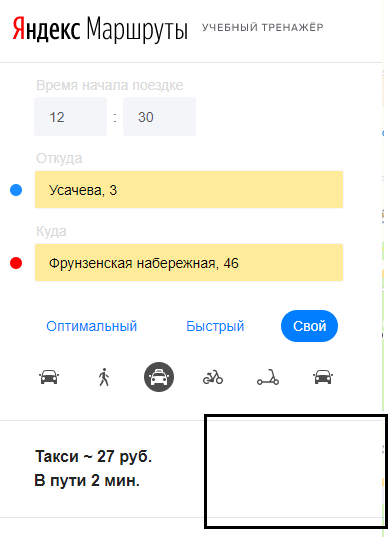 Яндекс Маршруты УЧЕБНЫЙ ТРЕНАЖЁР
Время начала поездке
12 : 30
Откуда
Усачева, 3
Куда
Фрунзенская набережная, 46
Оптимальный Быстрый Свой
Такси ~ 27 руб.
В пути 2 мин.